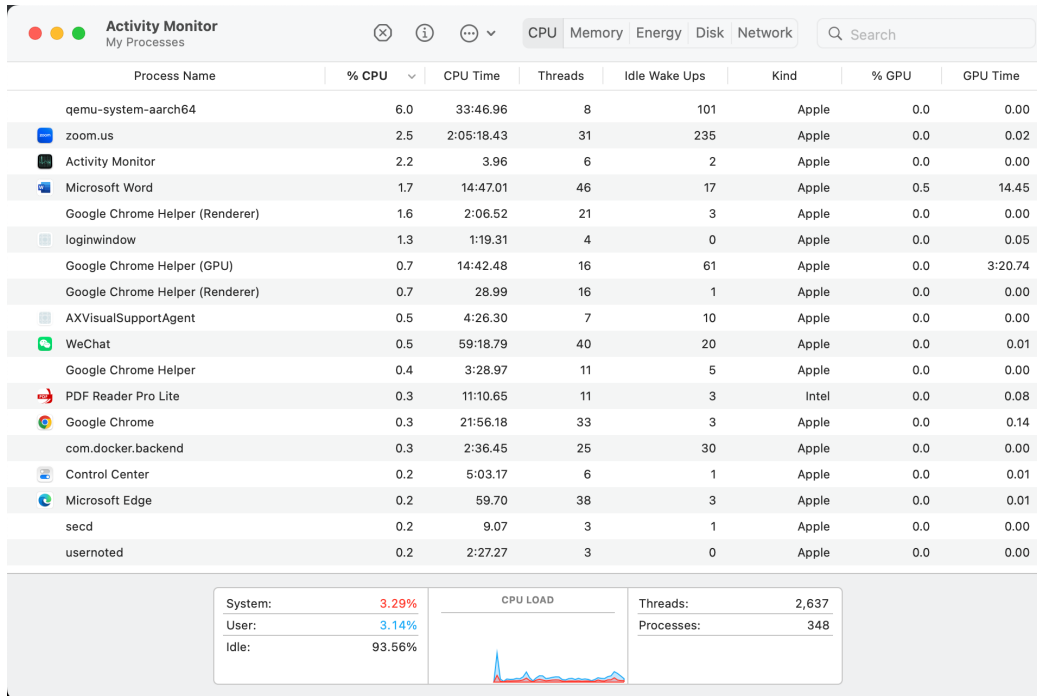 Activity Monitor
My Processes
CPU Memory Energy Disk Network
Search
Process Name % CPU CPU Time Threads Idle Wake Ups Kind % GPU GPU Time
qemu-system-aarch64 6.0 33:46.96 8 101 Apple 0.0 0.00
zoom.us 2.5 2:05:18.43 31 235 Apple 0.0 0.02
Activity Monitor 2.2 3.96 6 2 Apple 0.0 0.00
Microsoft Word 1.7 14:47.01 46 17 Apple 0.5 14.45
Google Chrome Helper (Renderer) 1.6 2:06.52 21 3 Apple 0.0 0.00
loginwindow 1.3 1:19.31 4 0 Apple 0.0 0.05
Google Chrome Helper (GPU) 0.7 14:42.48 16 61 Apple 0.0 3:20.74
Google Chrome Helper (Renderer) 0.7 28.99 16 1 Apple 0.0 0.00
AXVisualSupportAgent 0.5 4:26.30 7 10 Apple 0.0 0.00
WeChat 0.5 59:18.79 40 20 Apple 0.0 0.01
Google Chrome Helper 0.4 3:28.97 11 5 Apple 0.0 0.00
PDF Reader Pro Lite 0.3 11:10.65 11 3 Intel 0.0 0.08
Google Chrome 0.3 21:56.18 33 3 Apple 0.0 0.14
com.docker.backend 0.3 2:36.45 25 30 Apple 0.0 0.00
Control Center 0.2 5:03.17 6 1 Apple 0.0 0.01
Microsoft Edge 0.2 59.70 38 3 Apple 0.0 0.01
secd 0.2 9.07 3 1 Apple 0.0 0.00
usernoted 0.2 2:27.27 3 0 Apple 0.0 0.00
System: 3.29%
User: 3.14%
Idle: 93.56%
CPU LOAD
Threads: 2,637
Processes: 348